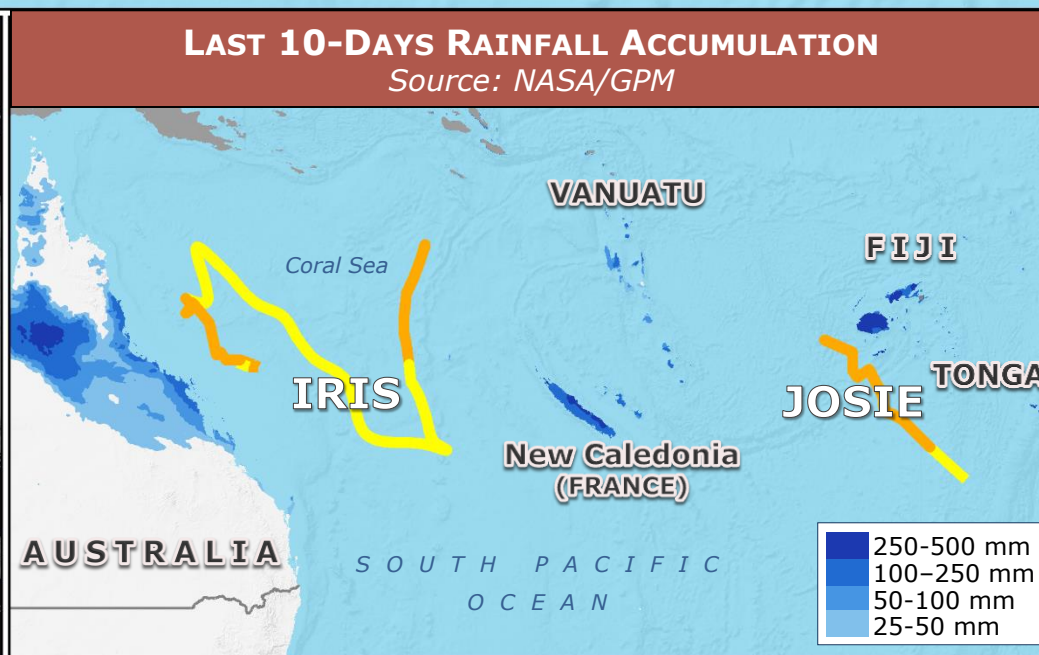 LAST 10-DAYS RAINFALL ACCUMULATION
Source: NASA/GPM
VANUATU
FIJI
Coral Sea
IRIS
JOSIE
TONGA
New Caledonia
(FRANCE)
AUSTRALIA
SOUTH PACIFIC
OCEAN
250-500 mm
100–250 mm
50-100 mm
25-50 mm